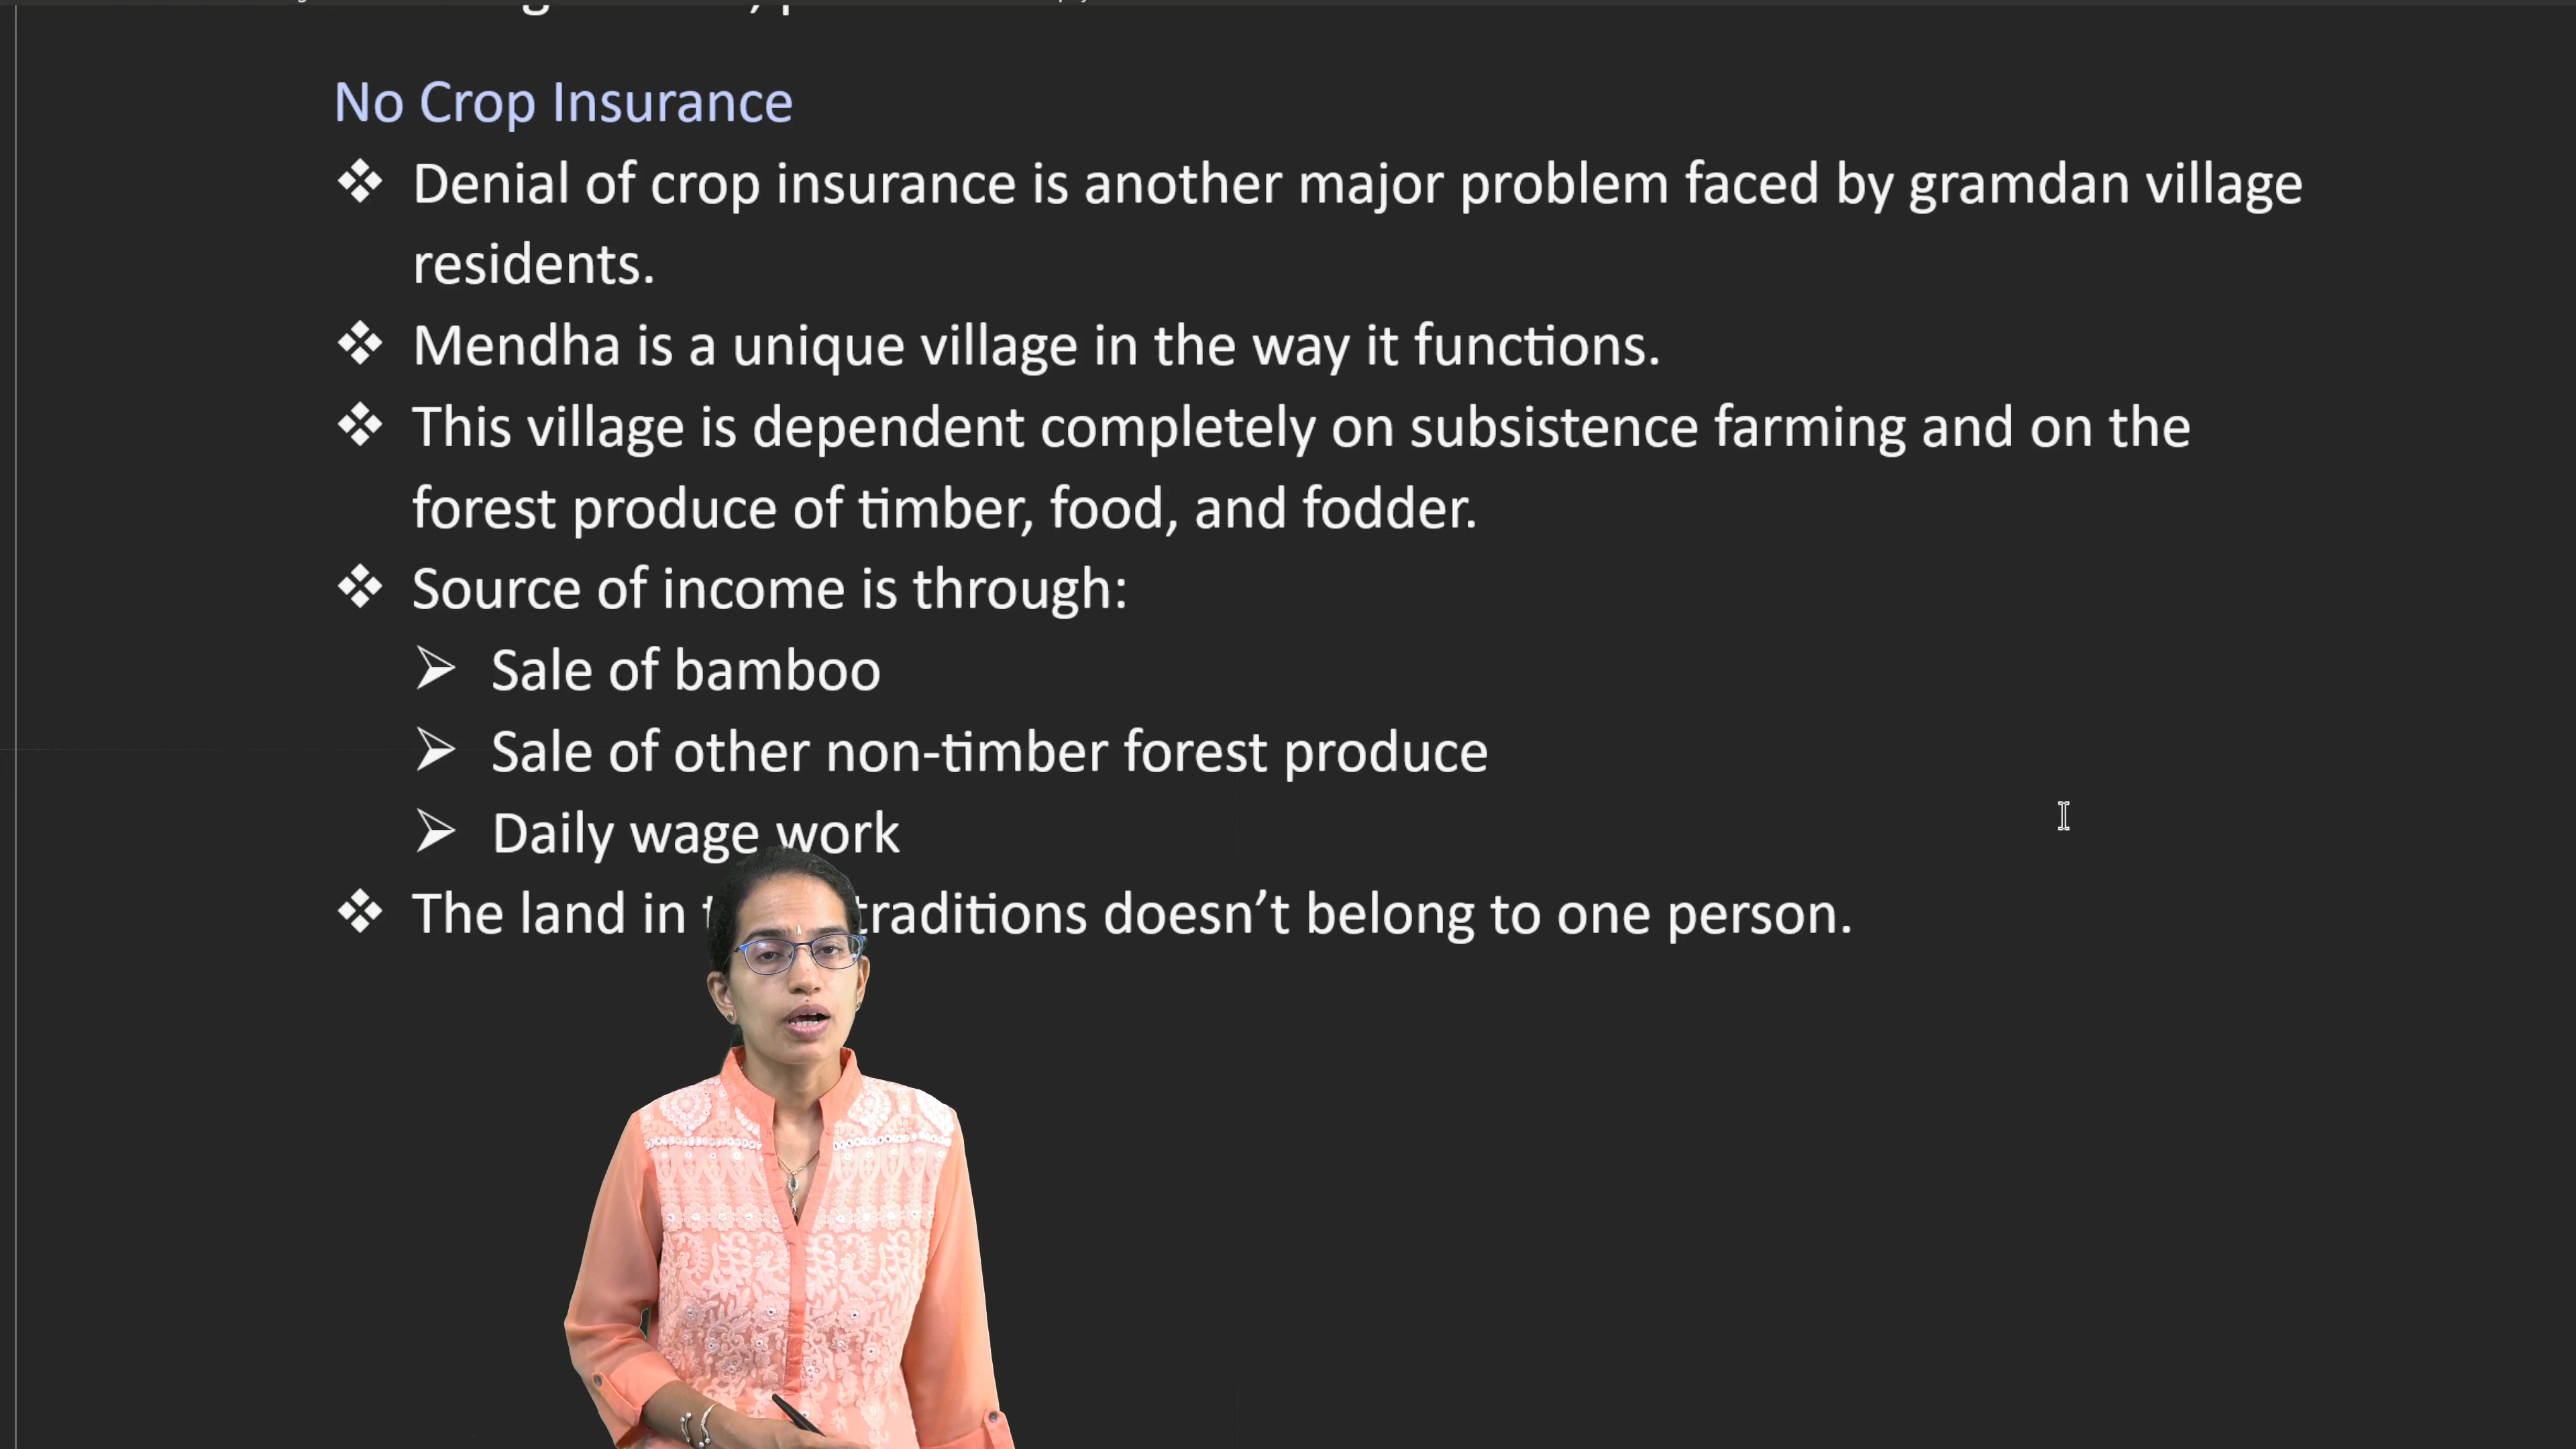 No Crop Insurance
❖ Denial of crop insurance is another major problem faced by gramdan village
residents.
❖ Mendha is a unique village in the way it functions.
❖ This village is dependent completely on subsistence farming and on the
forest produce of timber, food, and fodder.
❖ Source of income is through:
➢ Sale of bamboo
➢ Sale of other non-timber forest produce
➢ Daily wage work
❖ The land in traditions doesn’t belong to one person.